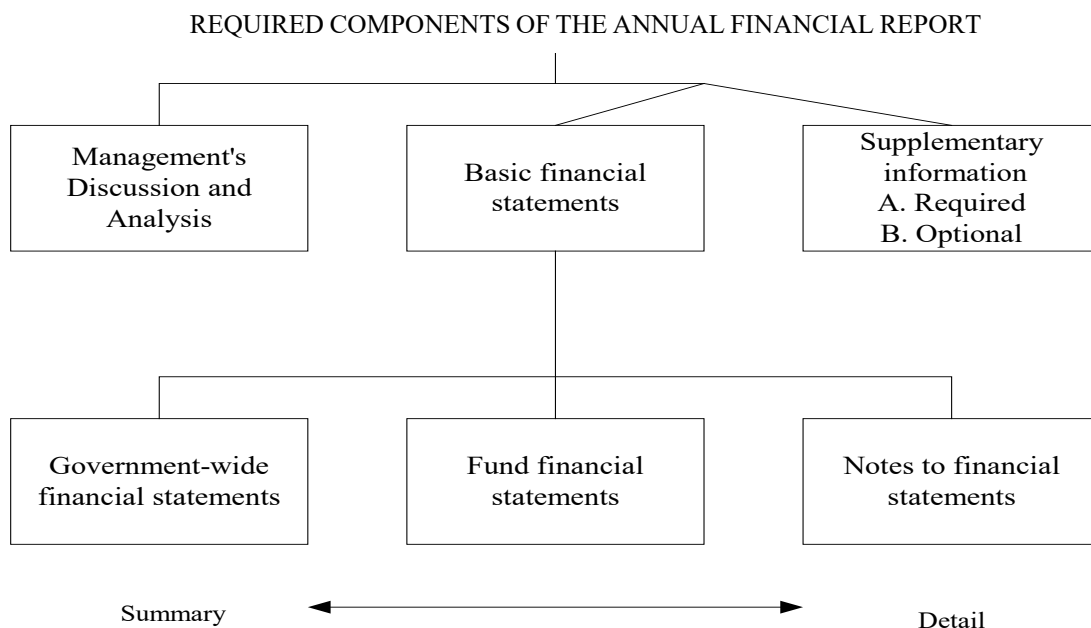 REQUIRED COMPONENTS OF THE ANNUAL FINANCIAL REPORT
Management's
Discussion and
Analysis
Basic financial
statements
Supplementary
information
A. Required
B. Optional
Government-wide
financial statements
Fund financial
statements
Notes to financial
statements
Summary
Detail